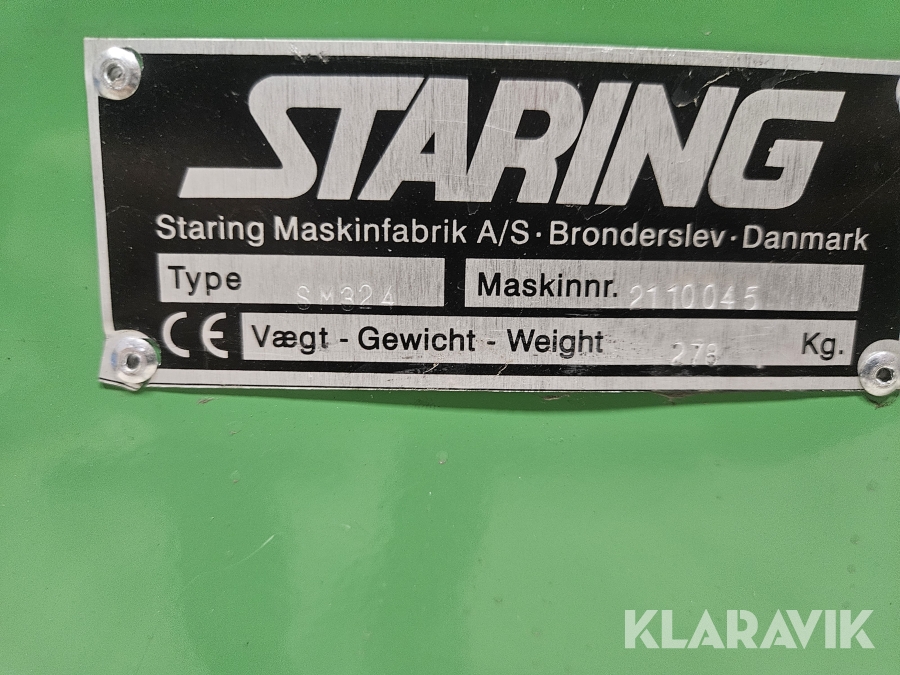 STARING
Staring Maskinfabrik A/S · Bronderslev · Danmark
Type SM324 Maskinnr. 2110045
CE Vægt - Gewicht - Weight 278 Kg.
KLARAVIK